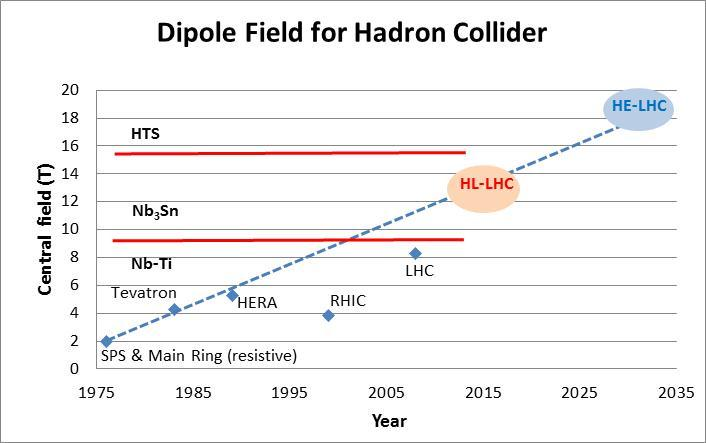 Dipole Field for Hadron Collider
20
18
16
14
12
10
8
6
4
2
0
Central field (T)
HTS
Nb₃Sn
Nb-Ti
HE-LHC
HL-LHC
LHC
Tevatron
HERA
RHIC
SPS & Main Ring (resistive)
1975 1985 1995 2005 2015 2025 2035
Year